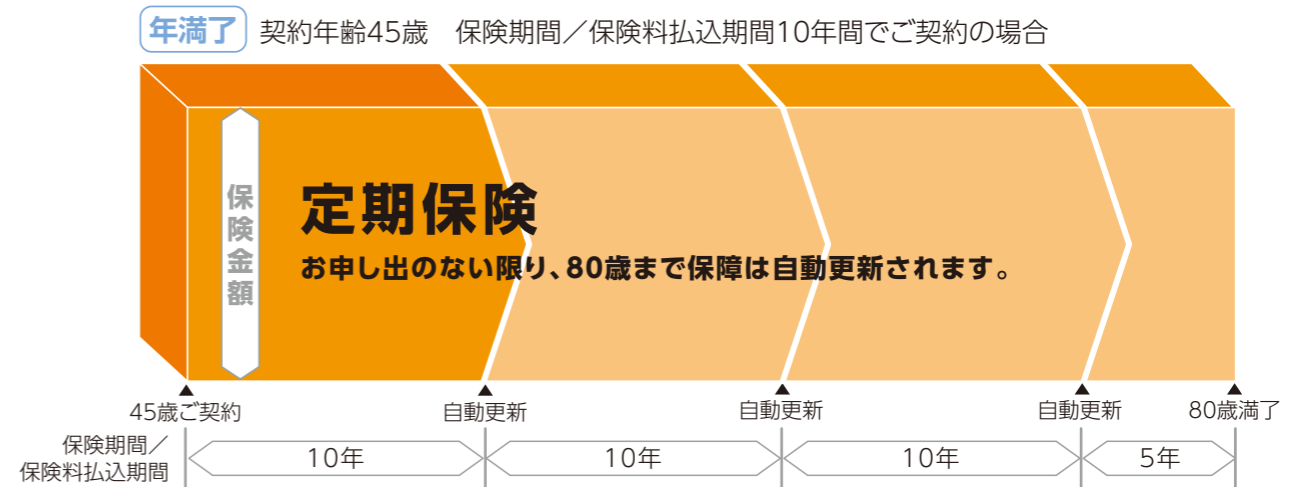 年満了 契約年齢45歳 保険期間／保険料払込期間10年間でご契約の場合
保険金額
定期保険
お申し出のない限り、80歳まで保障は自動更新されます。
45歳ご契約 自動更新 自動更新 自動更新 80歳満了
保険期間／
保険料払込期間
10年 10年 10年 5年